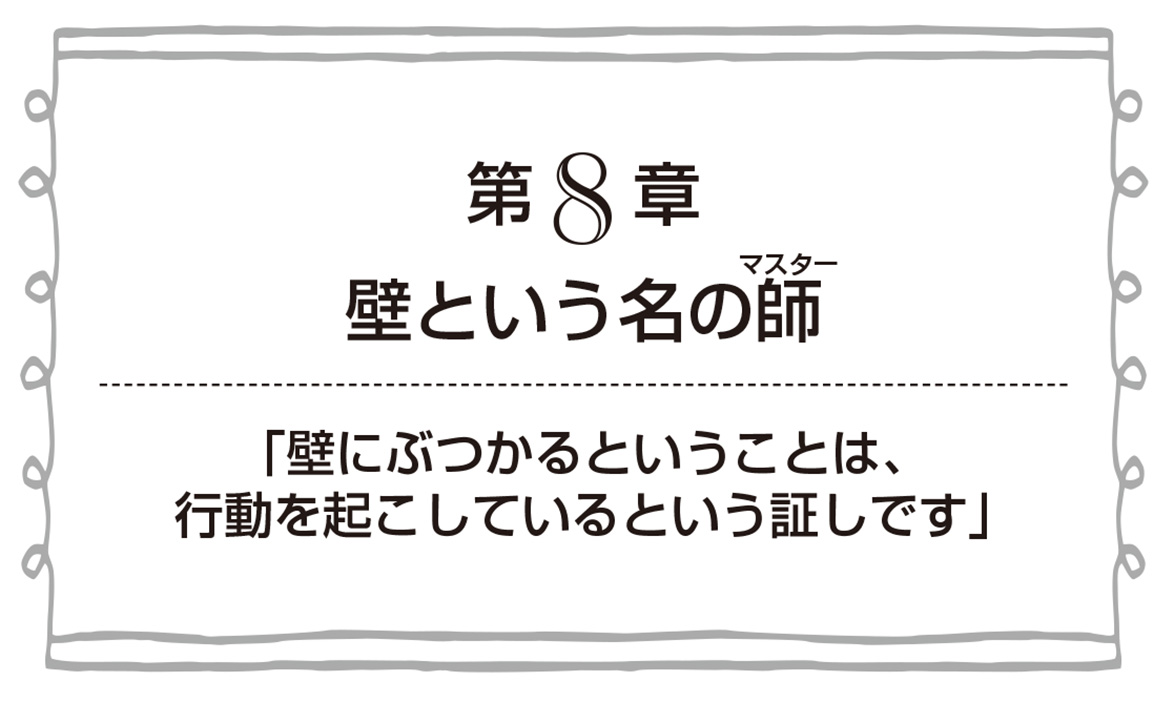 第8章
マスター
壁という名の師
「壁にぶつかるということは、
行動を起こしているという証しです」